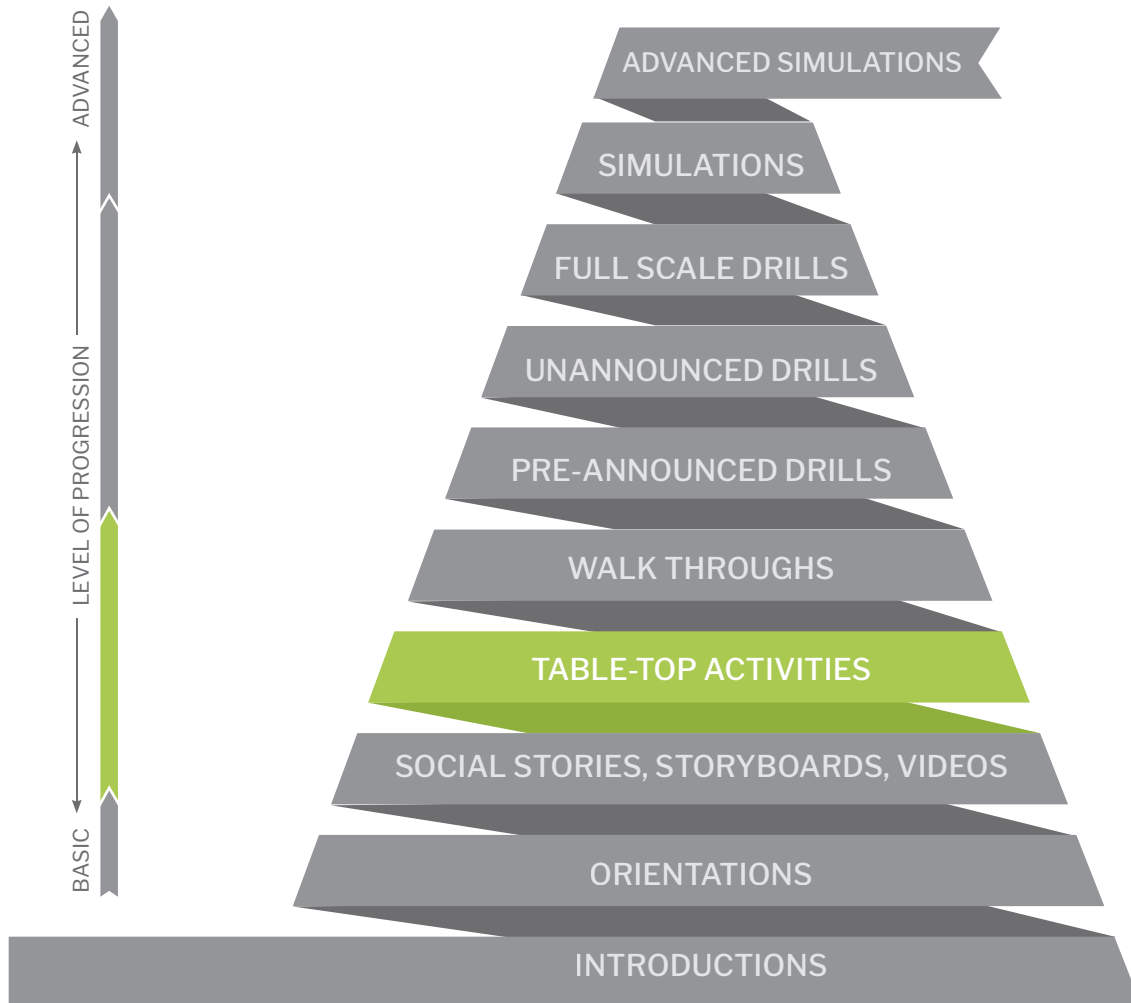 ADVANCED
LEVEL OF PROGRESSION
BASIC
ADVANCED SIMULATIONS
SIMULATIONS
FULL SCALE DRILLS
UNANNOUNCED DRILLS
PRE-ANNOUNCED DRILLS
WALK THROUGHS
TABLE-TOP ACTIVITIES
SOCIAL STORIES, STORYBOARDS, VIDEOS
ORIENTATIONS
INTRODUCTIONS